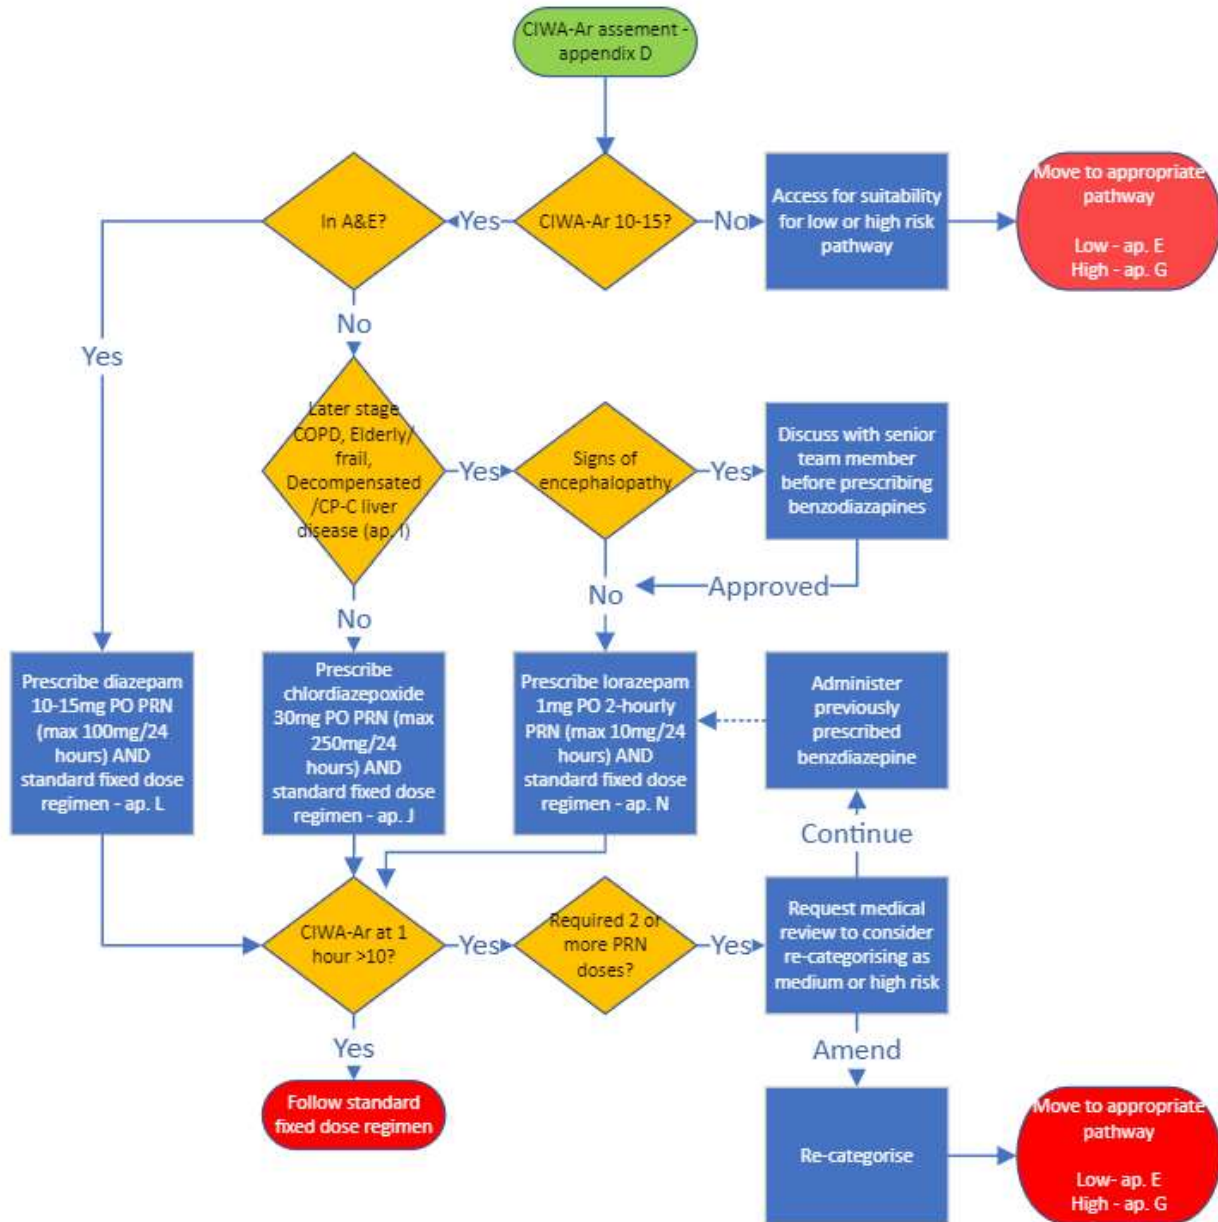 CIWA-Ar assement -
appendix D
In A&E?
Yes
CIWA-Ar 10-15?
No
Access for suitability
for low or high risk
pathway
Move to appropriate
pathway
Low - ap. E
High - ap. G
Yes
No
Later stage
COPD, Elderly/
frail,
Decompensated
/CP-C liver
disease (ap. I)
Yes
Signs of
encephalopathy
Yes
Discuss with senior
team member
before prescribing
benzodiazapines
No
No
Approved
Prescribe diazepam
10-15mg PO PRN
(max 100mg/24
hours) AND
standard fixed dose
regimen - ap. L
Prescribe
chlordiazepoxide
30mg PO PRN (max
250mg/24
hours) AND
standard fixed dose
regimen - ap. J
Prescribe lorazepam
1mg PO 2-hourly
PRN (max 10mg/24
hours) AND
standard fixed dose
regimen - ap. N
Administer
previously
prescribed
benzdiazepine
Continue
CIWA-Ar at 1
hour >10?
Yes
Required 2 or
more PRN
doses?
Yes
Request medical
review to consider
re-categorising as
medium or high risk
Yes
Amend
Follow standard
fixed dose regimen
Re-categorise
Move to appropriate
pathway
Low- ap. E
High - ap. G